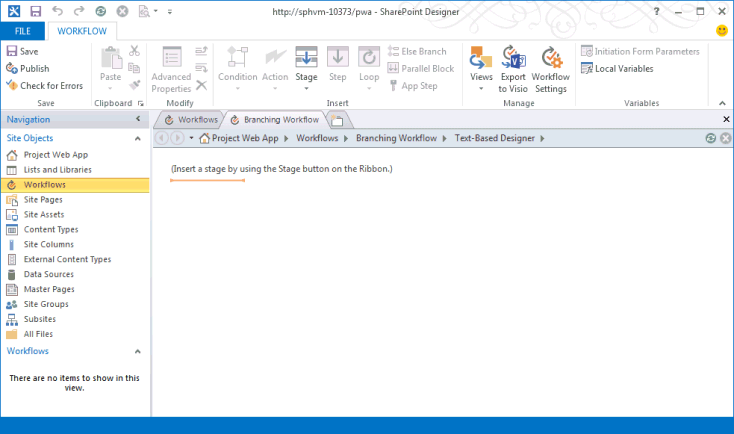 http://sphvm-10373/pwa - SharePoint Designer
?
FILE
WORKFLOW
Save
Publish
Check for Errors
Save
Paste
Clipboard
Advanced
Properties
Modify
Condition
Action
Stage
Step
Loop
Else Branch
Parallel Block
App Step
Insert
Views
Export
to Visio
Workflow
Settings
Manage
Initiation Form Parameters
Local Variables
Variables
Navigation
Site Objects
Project Web App
Lists and Libraries
Workflows
Site Pages
Site Assets
Content Types
Site Columns
External Content Types
Data Sources
Master Pages
Site Groups
Subsites
All Files
Workflows
There are no items to show in this
view.
Workflows
Branching Workflow
Project Web App
Workflows
Branching Workflow
Text-Based Designer
(Insert a stage by using the Stage button on the Ribbon.)